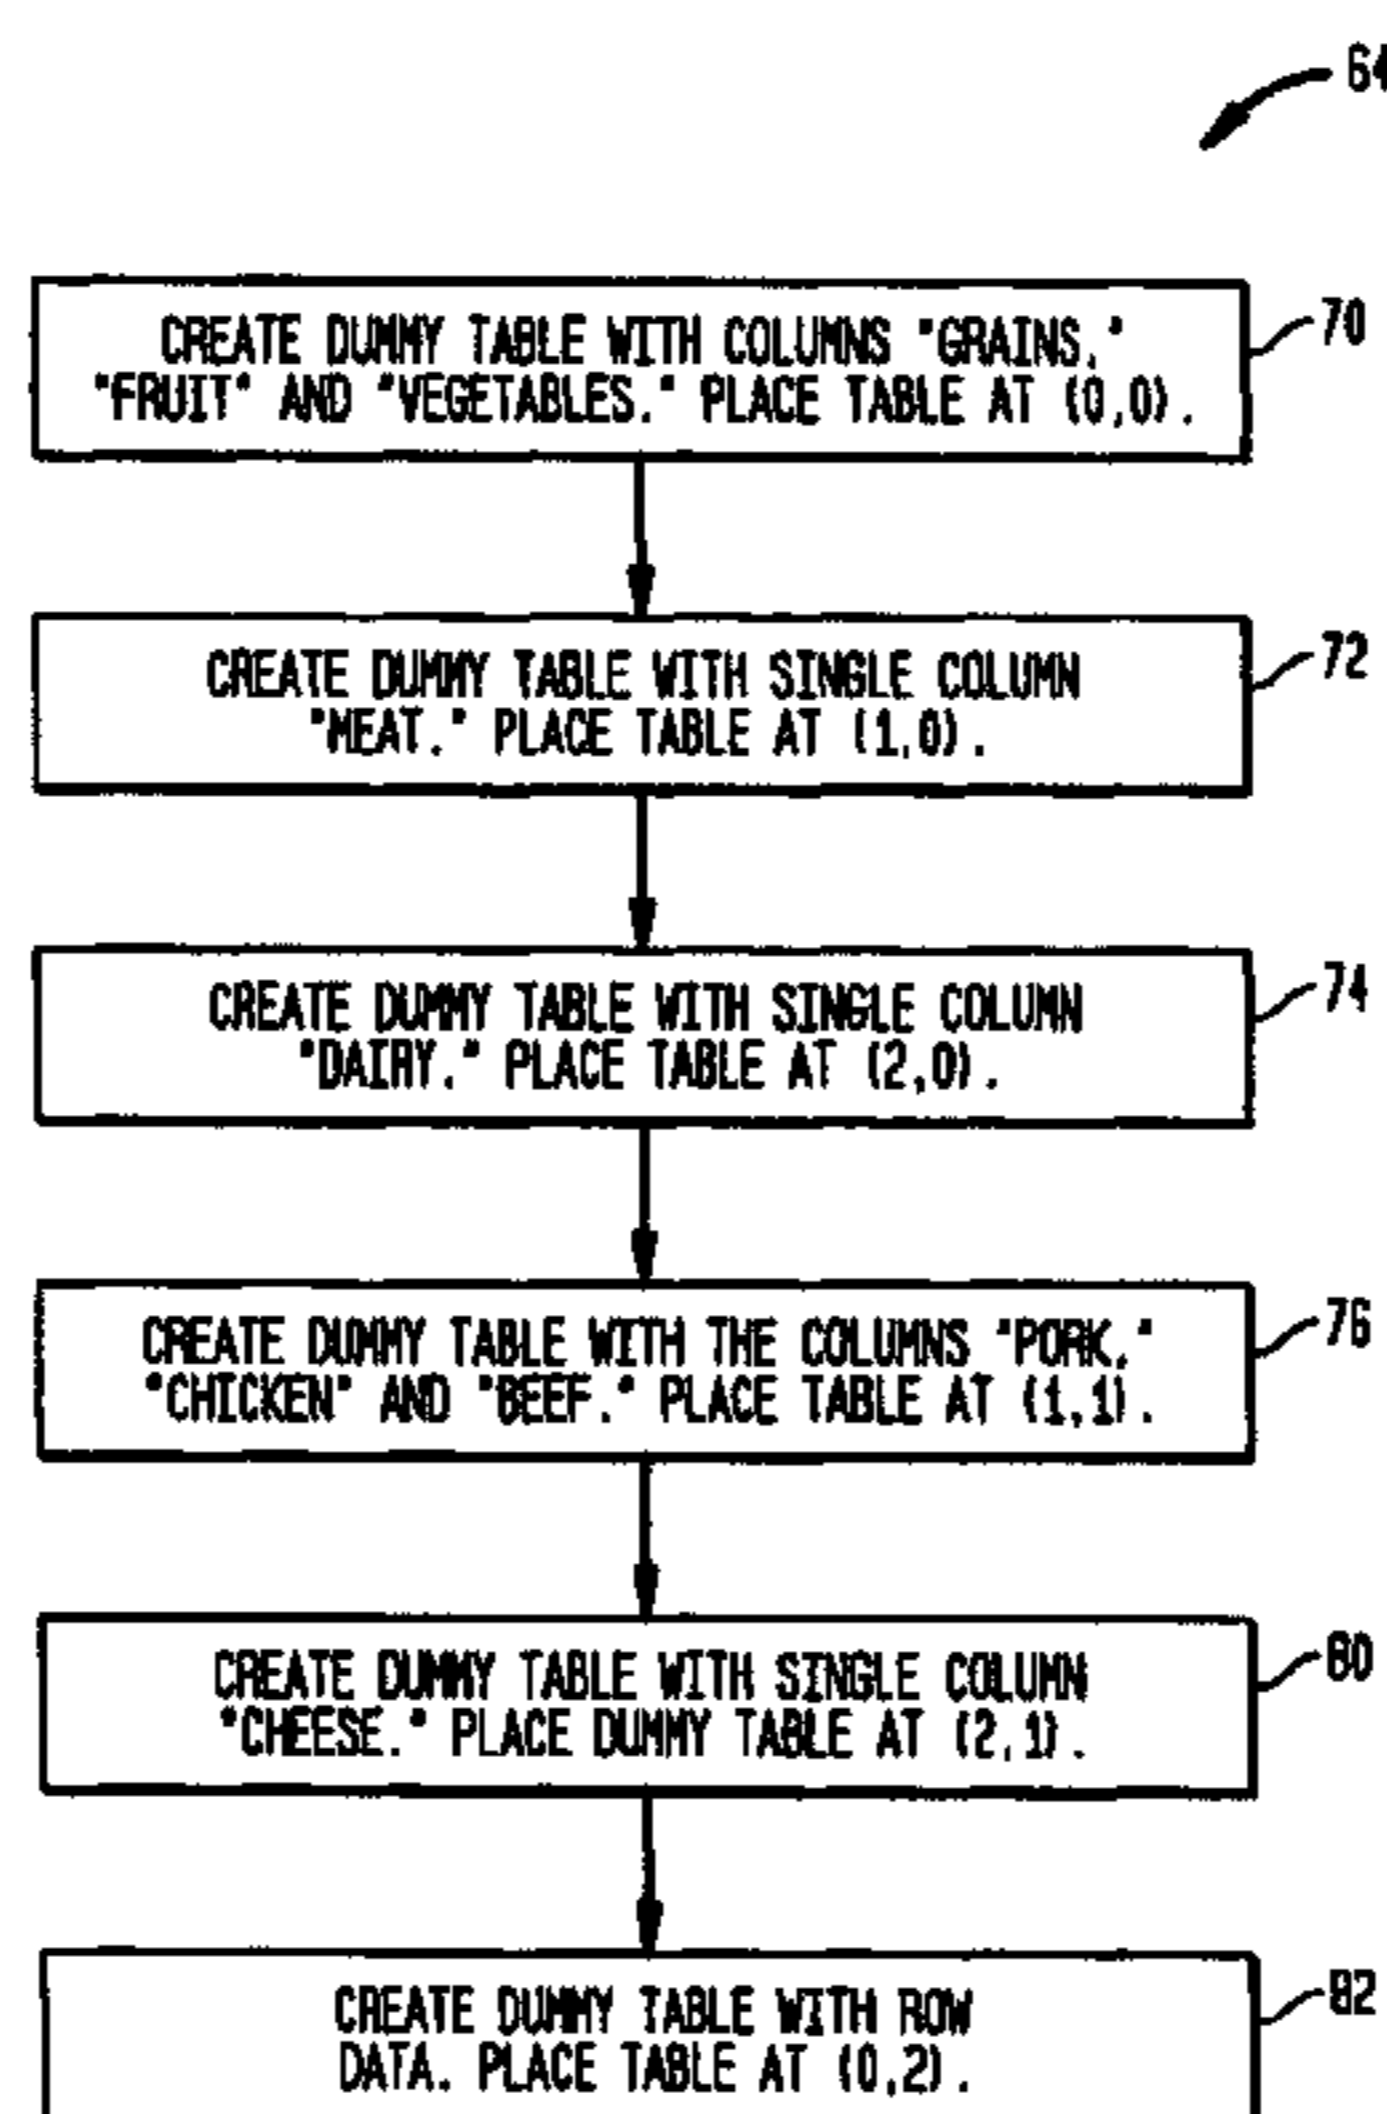 64
CREATE DUMMY TABLE WITH COLUMNS "GRAINS,"
"FRUIT" AND "VEGETABLES." PLACE TABLE AT (0,0).
70
CREATE DUMMY TABLE WITH SINGLE COLUMN
"MEAT." PLACE TABLE AT (1,0).
72
CREATE DUMMY TABLE WITH SINGLE COLUMN
"DAIRY." PLACE TABLE AT (2,0).
74
CREATE DUMMY TABLE WITH THE COLUMNS "PORK,"
"CHICKEN" AND "BEEF." PLACE TABLE AT (1,1).
76
CREATE DUMMY TABLE WITH SINGLE COLUMN
"CHEESE." PLACE DUMMY TABLE AT (2,1).
80
CREATE DUMMY TABLE WITH ROW
DATA. PLACE TABLE AT (0,2).
82